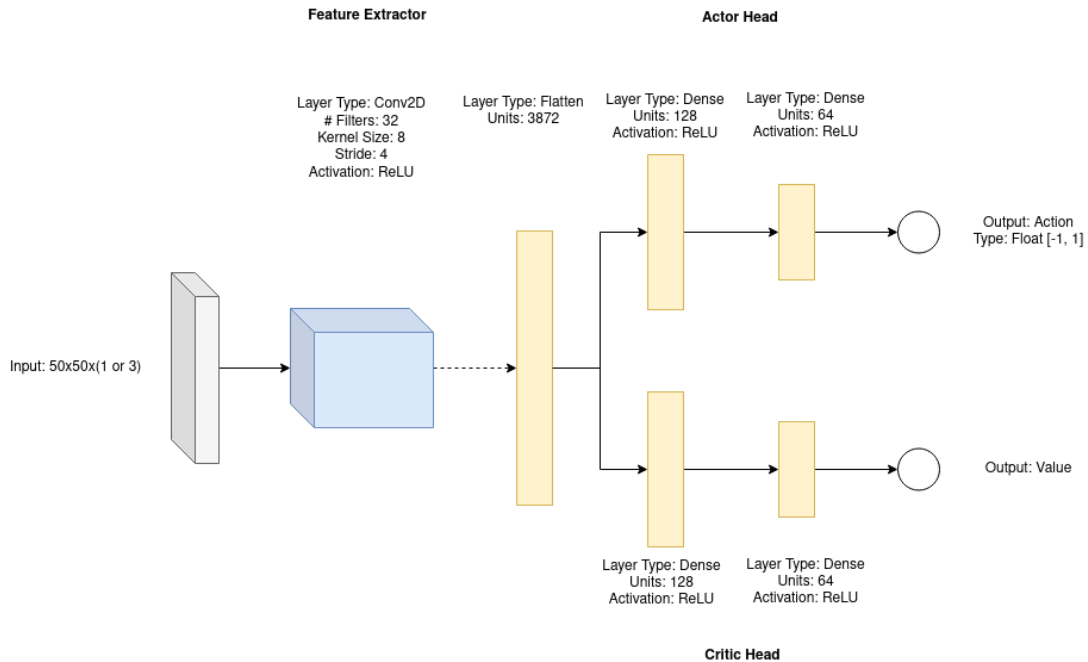 Feature Extractor
Actor Head
Layer Type: Conv2D
# Filters: 32
Kernel Size: 8
Stride: 4
Activation: ReLU
Layer Type: Flatten
Units: 3872
Layer Type: Dense
Units: 128
Activation: ReLU
Layer Type: Dense
Units: 64
Activation: ReLU
Output: Action
Type: Float [-1, 1]
Input: 50x50x(1 or 3)
Output: Value
Layer Type: Dense
Units: 128
Activation: ReLU
Layer Type: Dense
Units: 64
Activation: ReLU
Critic Head